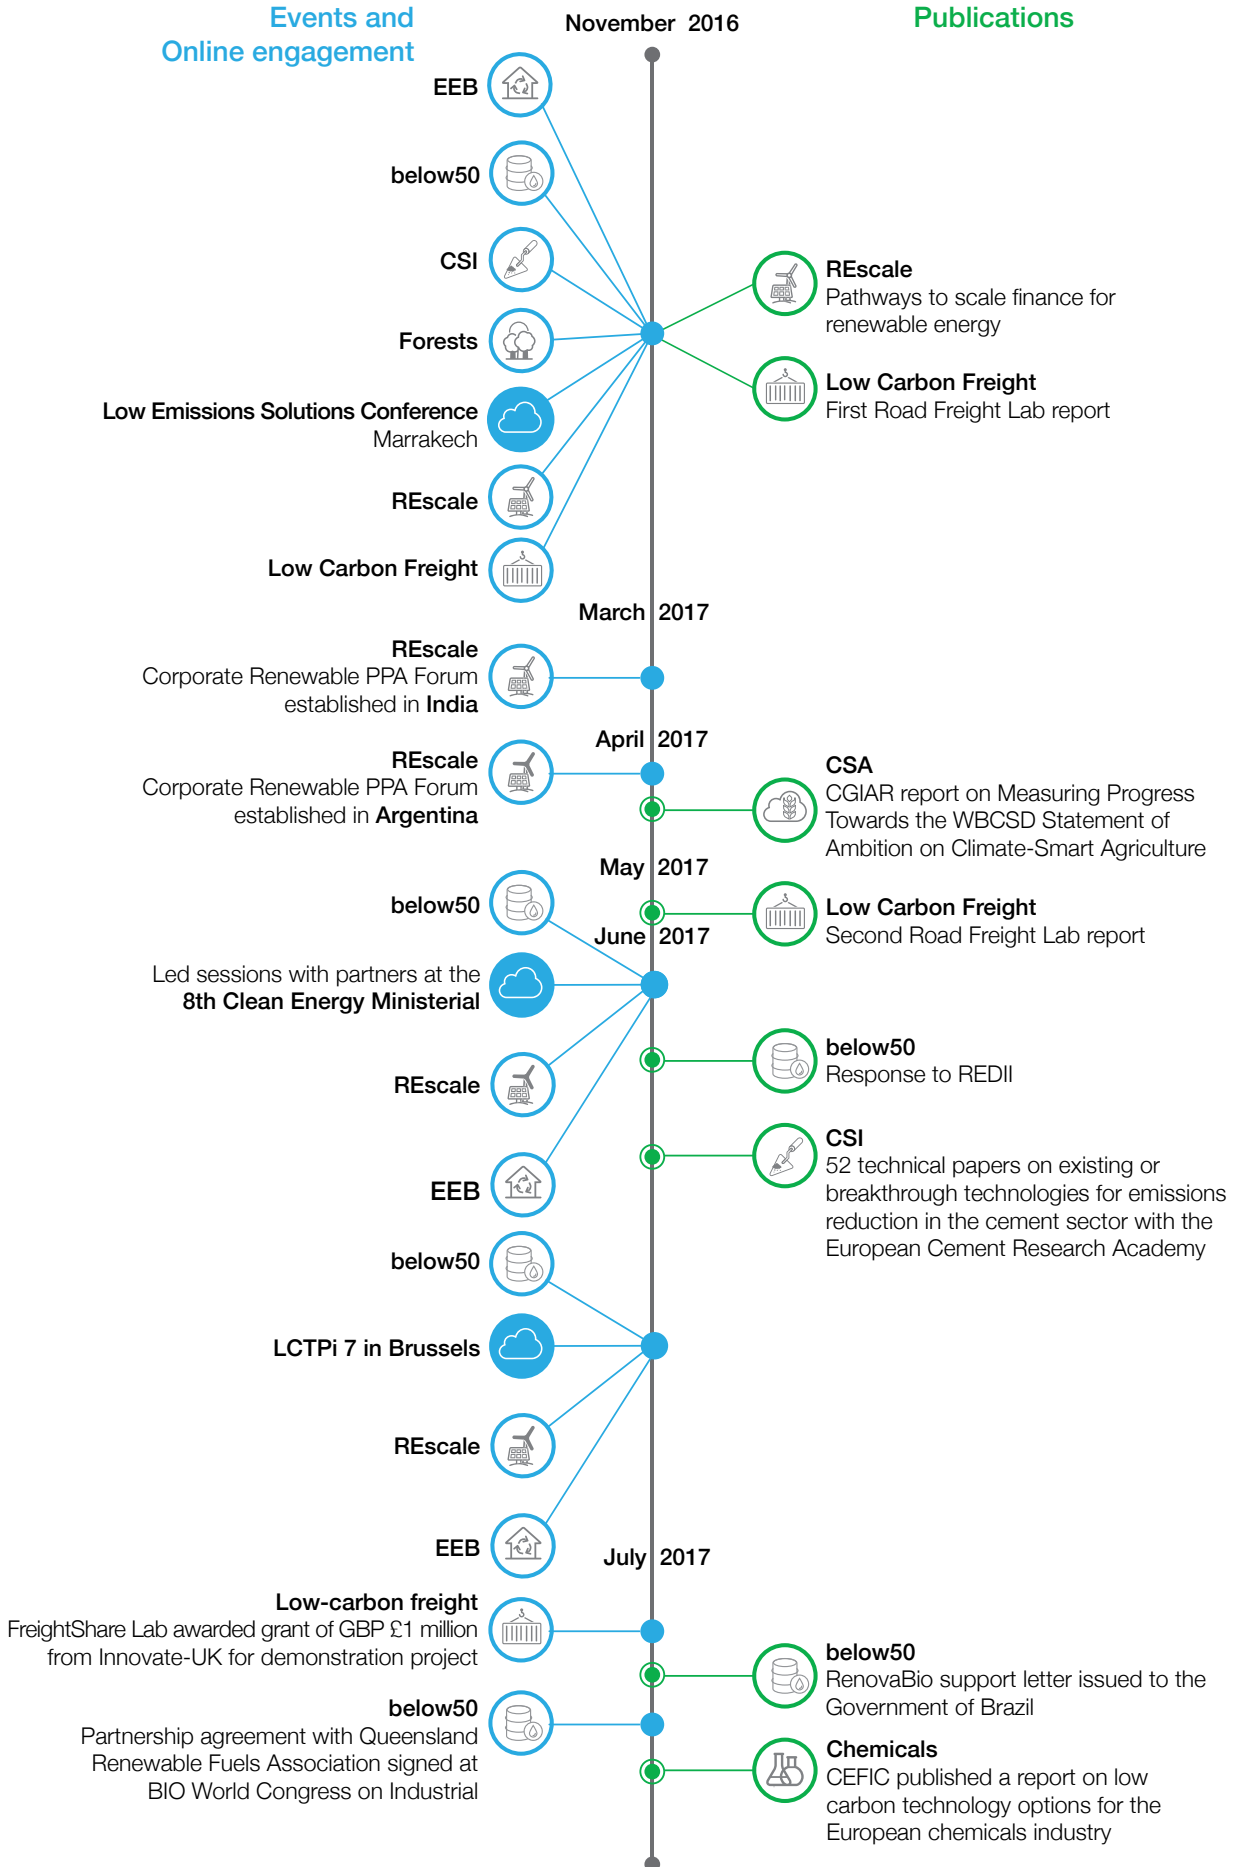 Events and
Online engagement
November 2016
Publications
EEB
below50
CSI
Forests
Low Emissions Solutions Conference
Marrakech
REscale
Low Carbon Freight
REscale
Pathways to scale finance for
renewable energy
Low Carbon Freight
First Road Freight Lab report
March 2017
REscale
Corporate Renewable PPA Forum
established in India
April 2017
REscale
Corporate Renewable PPA Forum
established in Argentina
CSA
CGIAR report on Measuring Progress
Towards the WBCSD Statement of
Ambition on Climate-Smart Agriculture
May 2017
Low Carbon Freight
Second Road Freight Lab report
June 2017
below50
Led sessions with partners at the
8th Clean Energy Ministerial
REscale
EEB
below50
Response to REDII
CSI
52 technical papers on existing or
breakthrough technologies for emissions
reduction in the cement sector with the
European Cement Research Academy
below50
LCTPi 7 in Brussels
REscale
EEB
July 2017
Low-carbon freight
FreightShare Lab awarded grant of GBP £1 million
from Innovate-UK for demonstration project
below50
RenovaBio support letter issued to the
Government of Brazil
below50
Partnership agreement with Queensland
Renewable Fuels Association signed at
BIO World Congress on Industrial
Chemicals
CEFIC published a report on low
carbon technology options for the
European chemicals industry